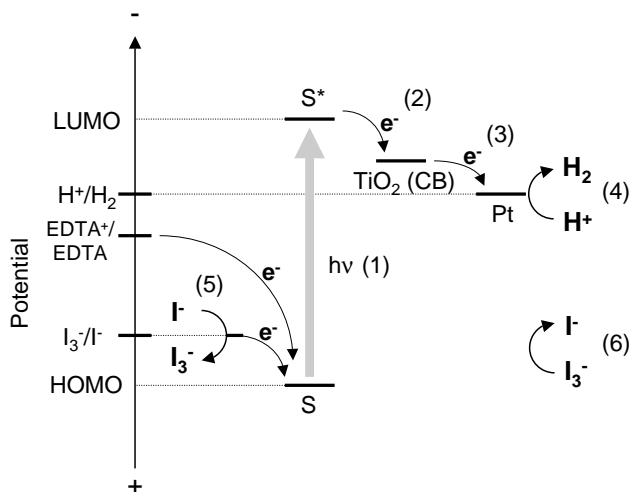 -
S*
(2)
LUMO
e-
(3)
e-
TiO2 (CB)
H2
H+/H2
(4)
Pt
H+
EDTA+/
EDTA
e-
hν (1)
Potential
I-
(5)
I-
I3-/I-
e-
(6)
I3-
I3-
HOMO
S
+